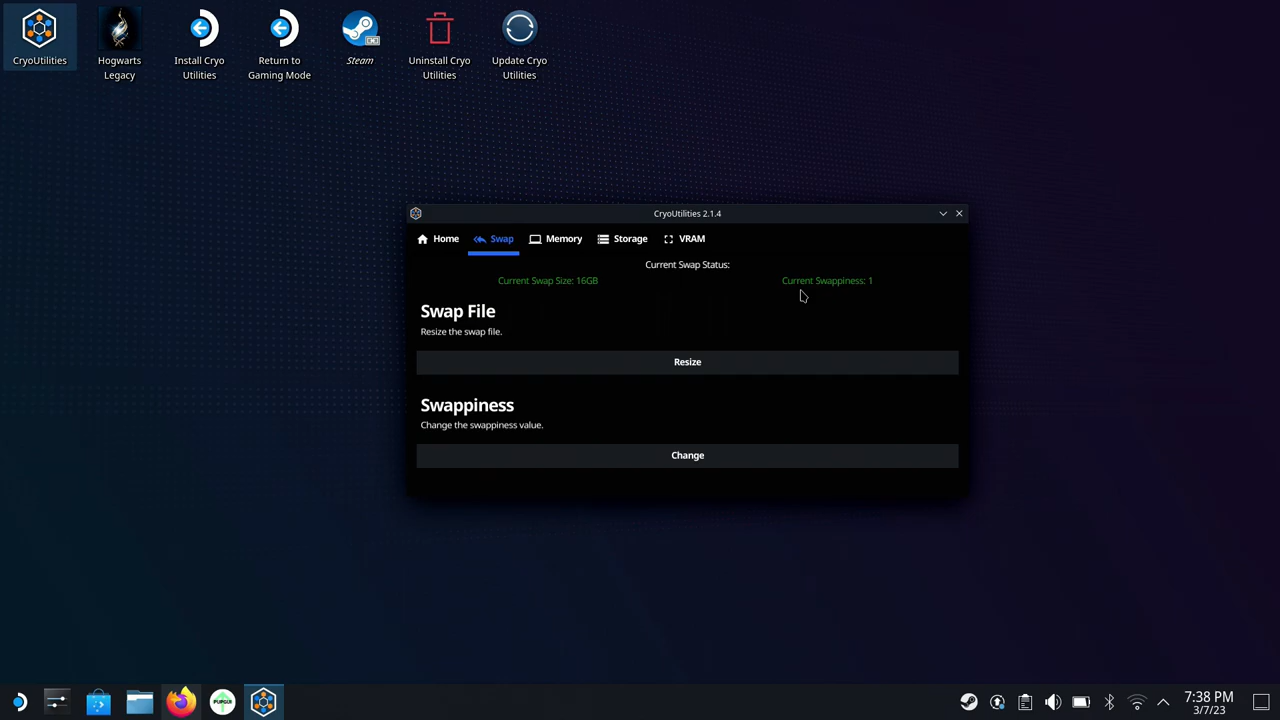 CryoUtilities
Hogwarts
Legacy
Install Cryo
Utilities
Return to
Gaming Mode
Steam
Uninstall Cryo
Utilities
Update Cryo
Utilities
CryoUtilities 2.1.4
Home
Swap
Memory
Storage
VRAM
Current Swap Status:
Current Swap Size: 16GB
Current Swappiness: 1
Swap File
Resize the swap file.
Resize
Swappiness
Change the swappiness value.
Change
PUPGUI
7:38 PM
3/7/23